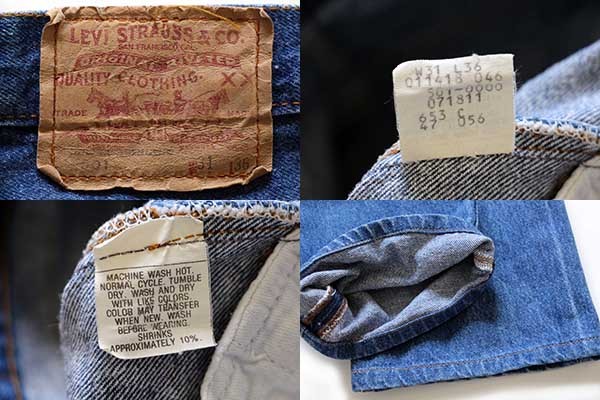 LEVI STRAUSS & CO.
SAN FRANCISCO CAL.
ORIGINAL RIVETED
QUALITY CLOTHING.
TRADE
W31 L36
011418 046
501-0000
071811
653 C
47 056
MACHINE WASH HOT.
NORMAL CYCLE. TUMBLE
DRY. WASH AND DRY
WITH LIKE COLORS.
COLOR MAY TRANSFER
WHEN NEW. WASH
BEFORE WEARING.
SHRINKS
APPROXIMATELY 10%.